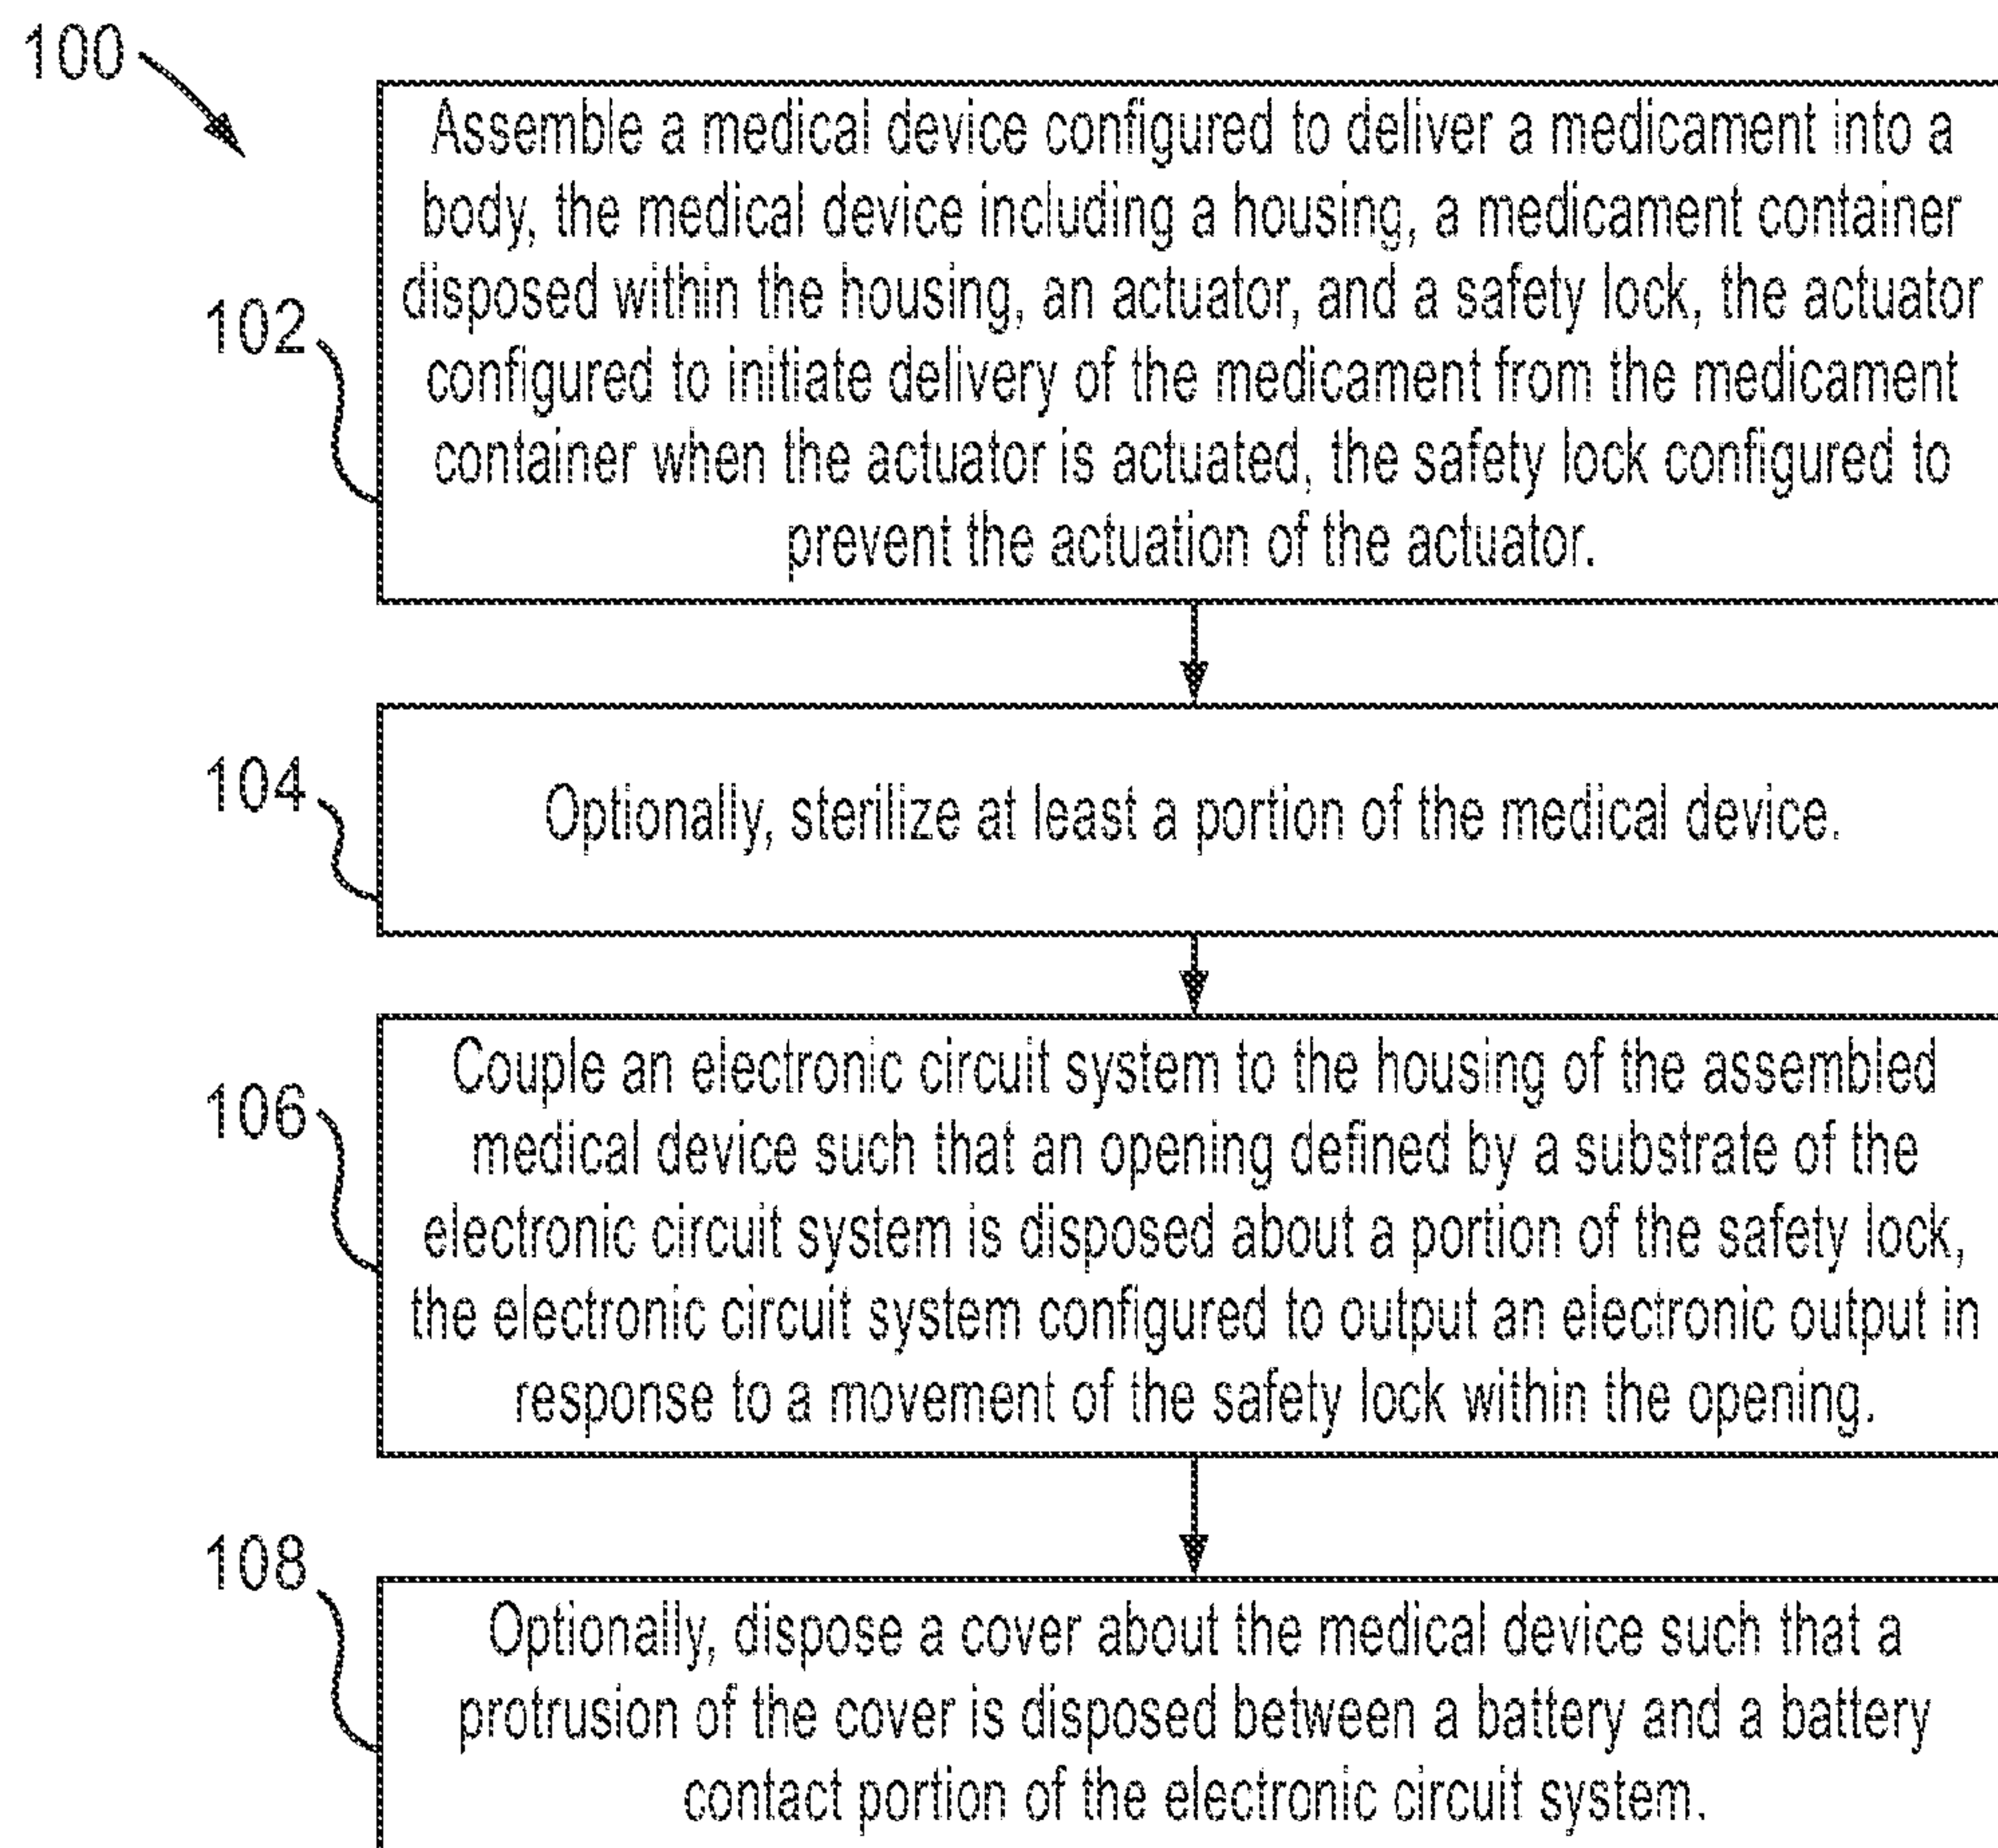 100
Assemble a medical device configured to deliver a medicament into a
body, the medical device including a housing, a medicament container
disposed within the housing, an actuator, and a safety lock, the actuator
102
configured to initiate delivery of the medicament from the medicament
container when the actuator is actuated, the safety lock configured to
prevent the actuation of the actuator.
104
Optionally, sterilize at least a portion of the medical device.
Couple an electronic circuit system to the housing of the assembled
106
medical device such that an opening defined by a substrate of the
electronic circuit system is disposed about a portion of the safety lock,
the electronic circuit system configured to output an electronic output in
response to a movement of the safety lock within the opening.
108
Optionally, dispose a cover about the medical device such that a
protrusion of the cover is disposed between a battery and a battery
contact portion of the electronic circuit system.